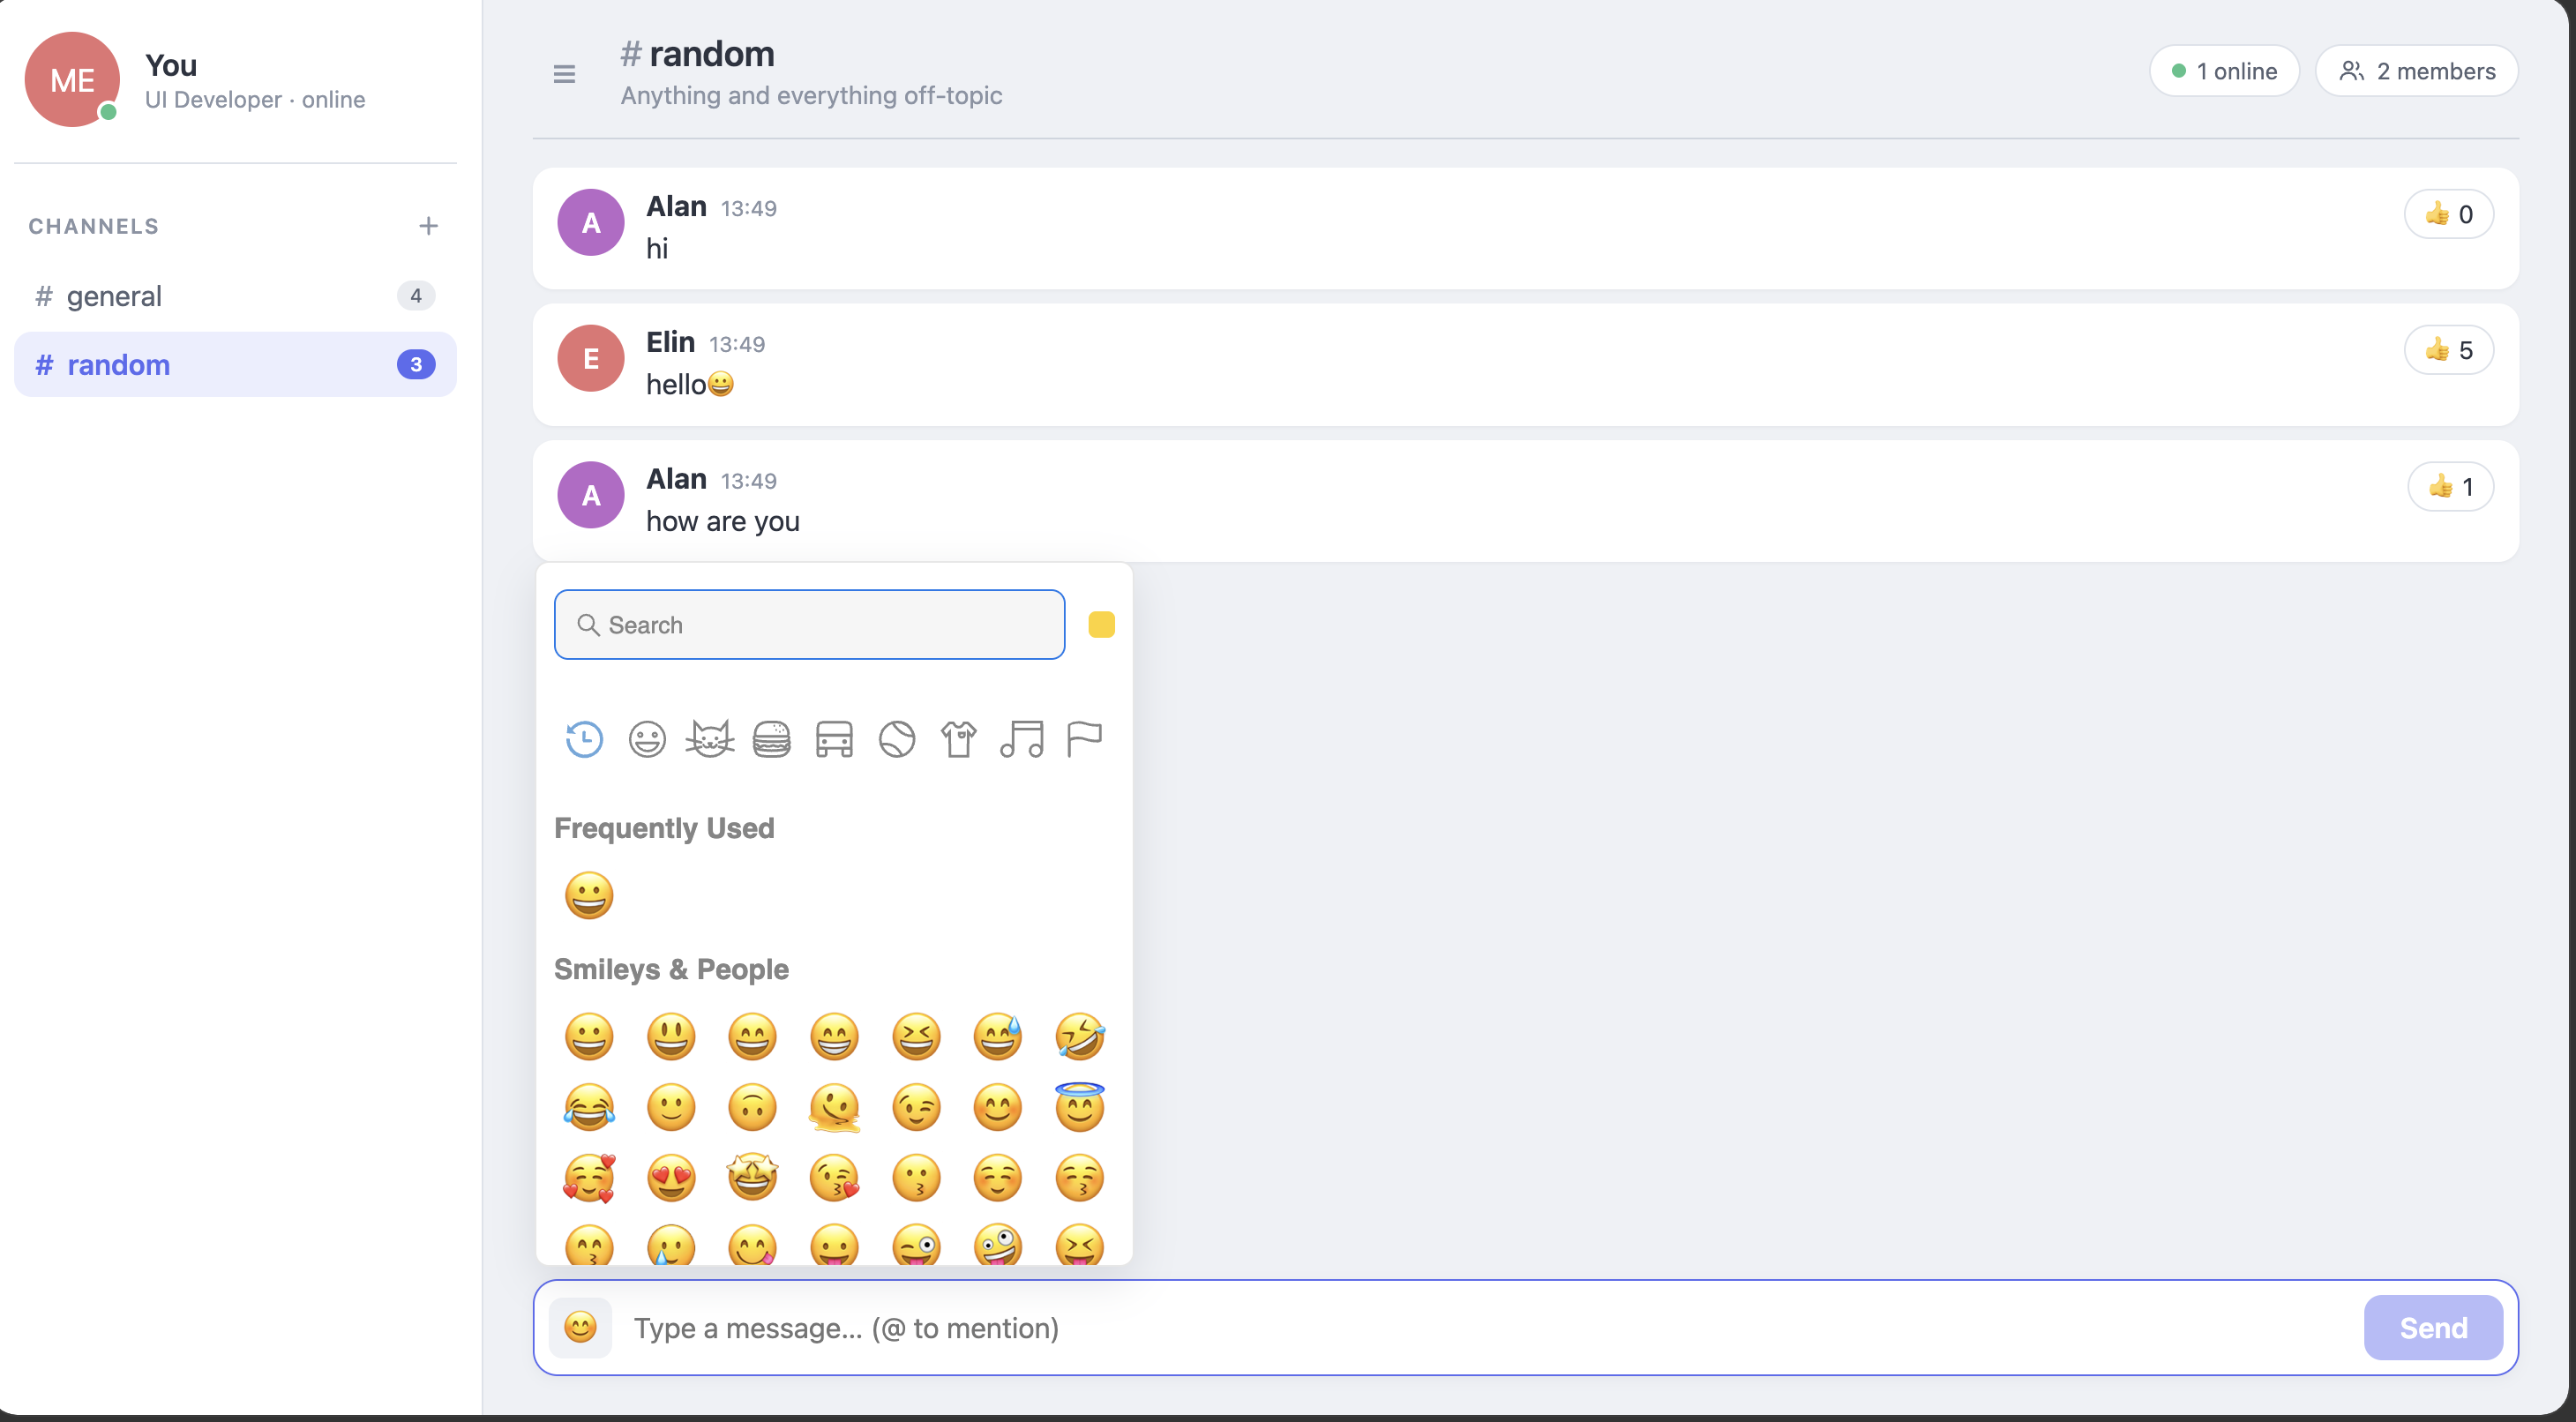 ME
You
UI Developer · online
CHANNELS +
# general 4
# random 3
# random
Anything and everything off-topic
1 online
2 members
A
Alan 13:49
hi
👍 0
E
Elin 13:49
hello😀
👍 5
A
Alan 13:49
how are you
👍 1
Search
Frequently Used
Smileys & People
Type a message... (@ to mention)
Send